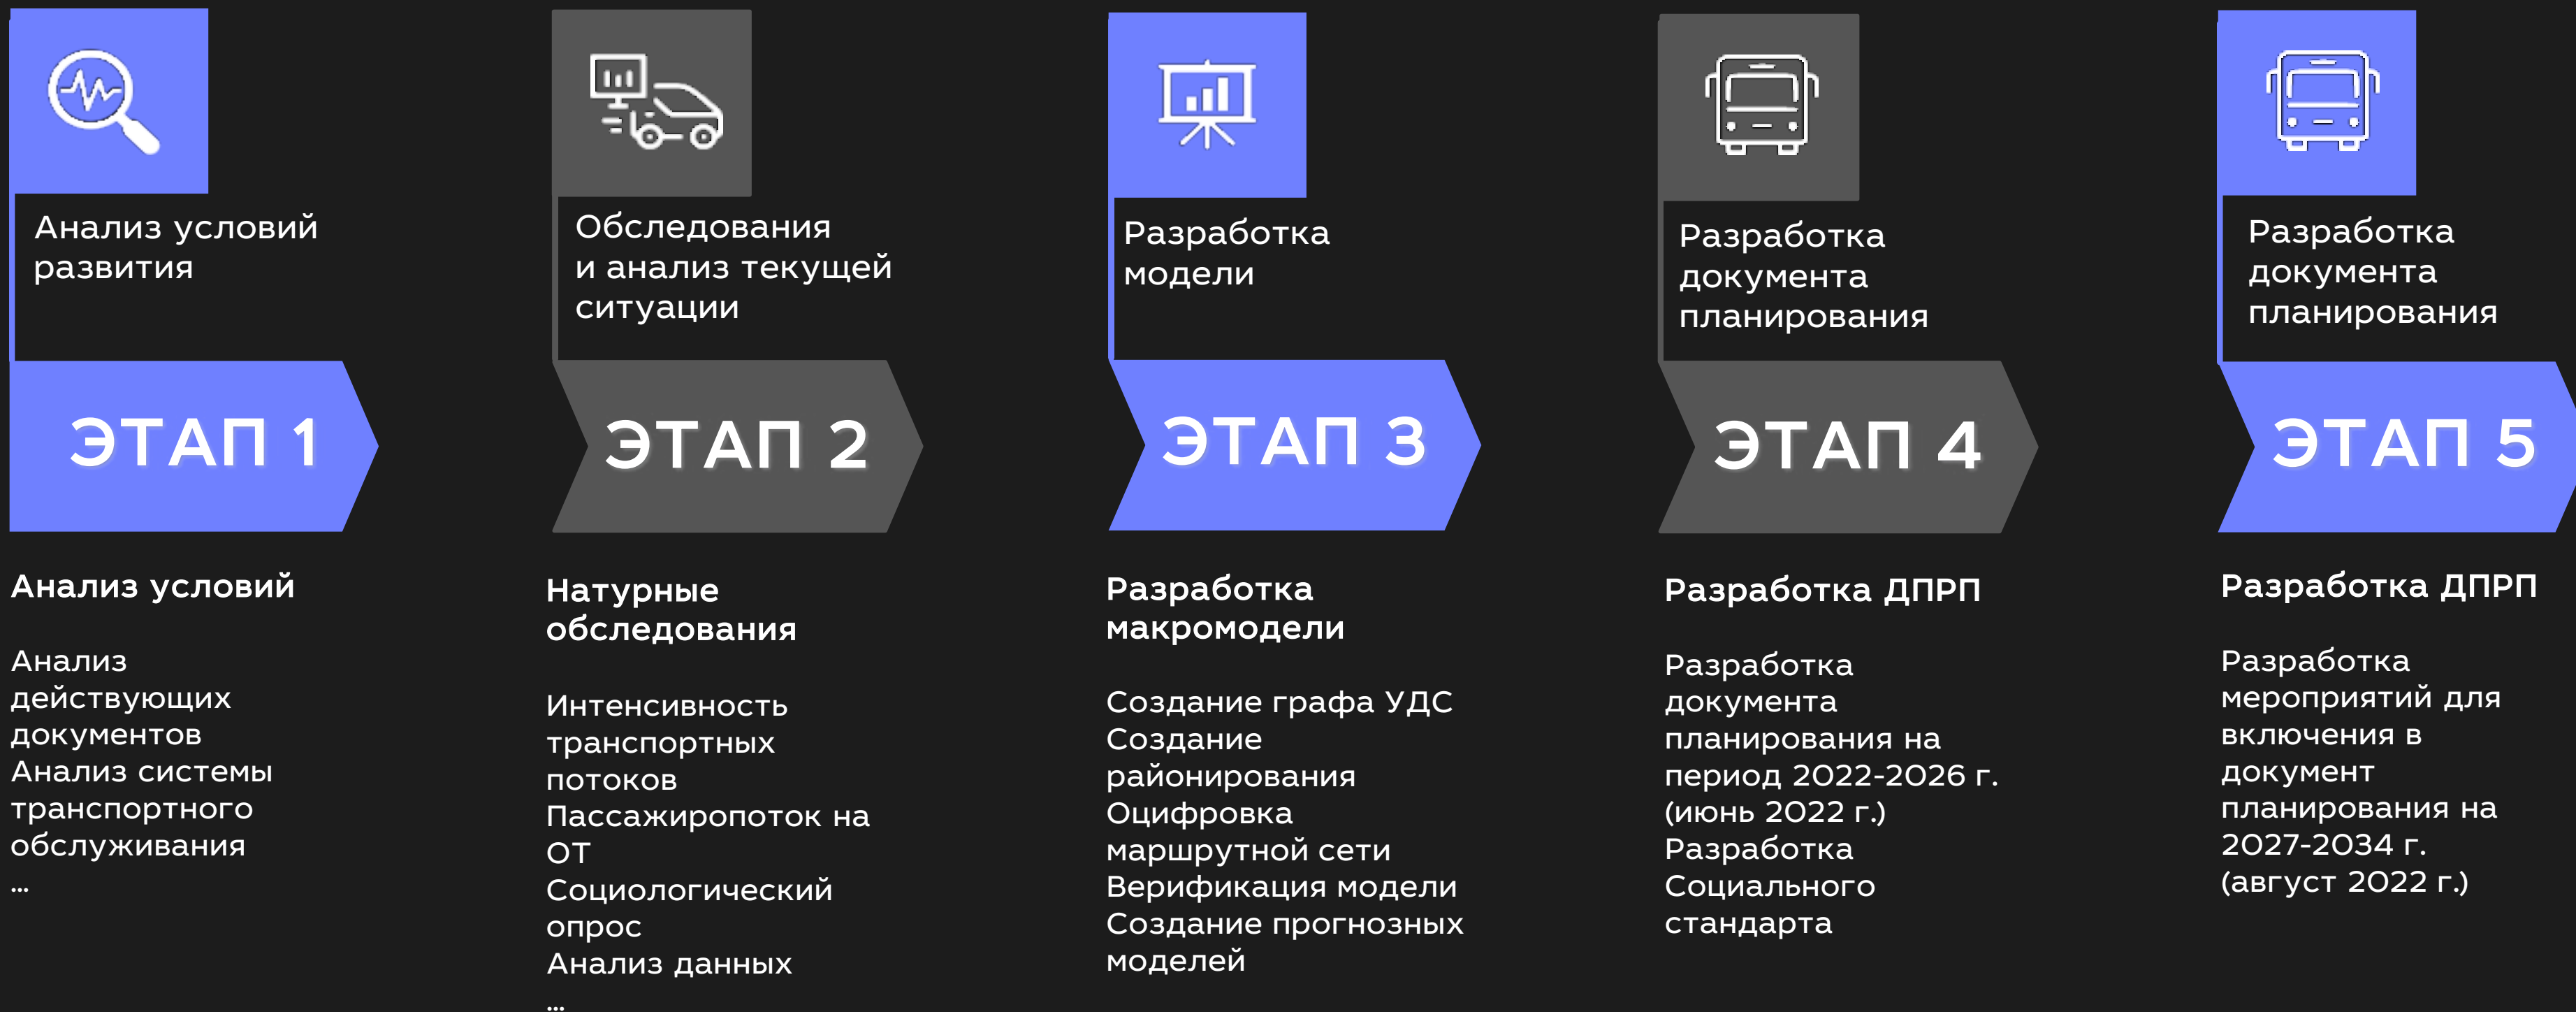 Анализ условий
развития
ЭТАП 1
Анализ условий
Анализ
действующих
документов
Анализ системы
транспортного
обслуживания
...
Обследования
и анализ текущей
ситуации
ЭТАП 2
Натурные
обследования
Интенсивность
транспортных
потоков
Пассажиропоток на
ОТ
Социологический
опрос
Анализ данных
...
Разработка
модели
ЭТАП 3
Разработка
макромодели
Создание графа УДС
Создание
районирования
Оцифровка
маршрутной сети
Верификация модели
Создание прогнозных
моделей
Разработка
документа
планирования
ЭТАП 4
Разработка ДПРП
Разработка
документа
планирования на
период 2022-2026 г.
(июнь 2022 г.)
Разработка
Социального
стандарта
Разработка
документа
планирования
ЭТАП 5
Разработка ДПРП
Разработка
мероприятий для
включения в
документ
планирования на
2027-2034 г.
(август 2022 г.)